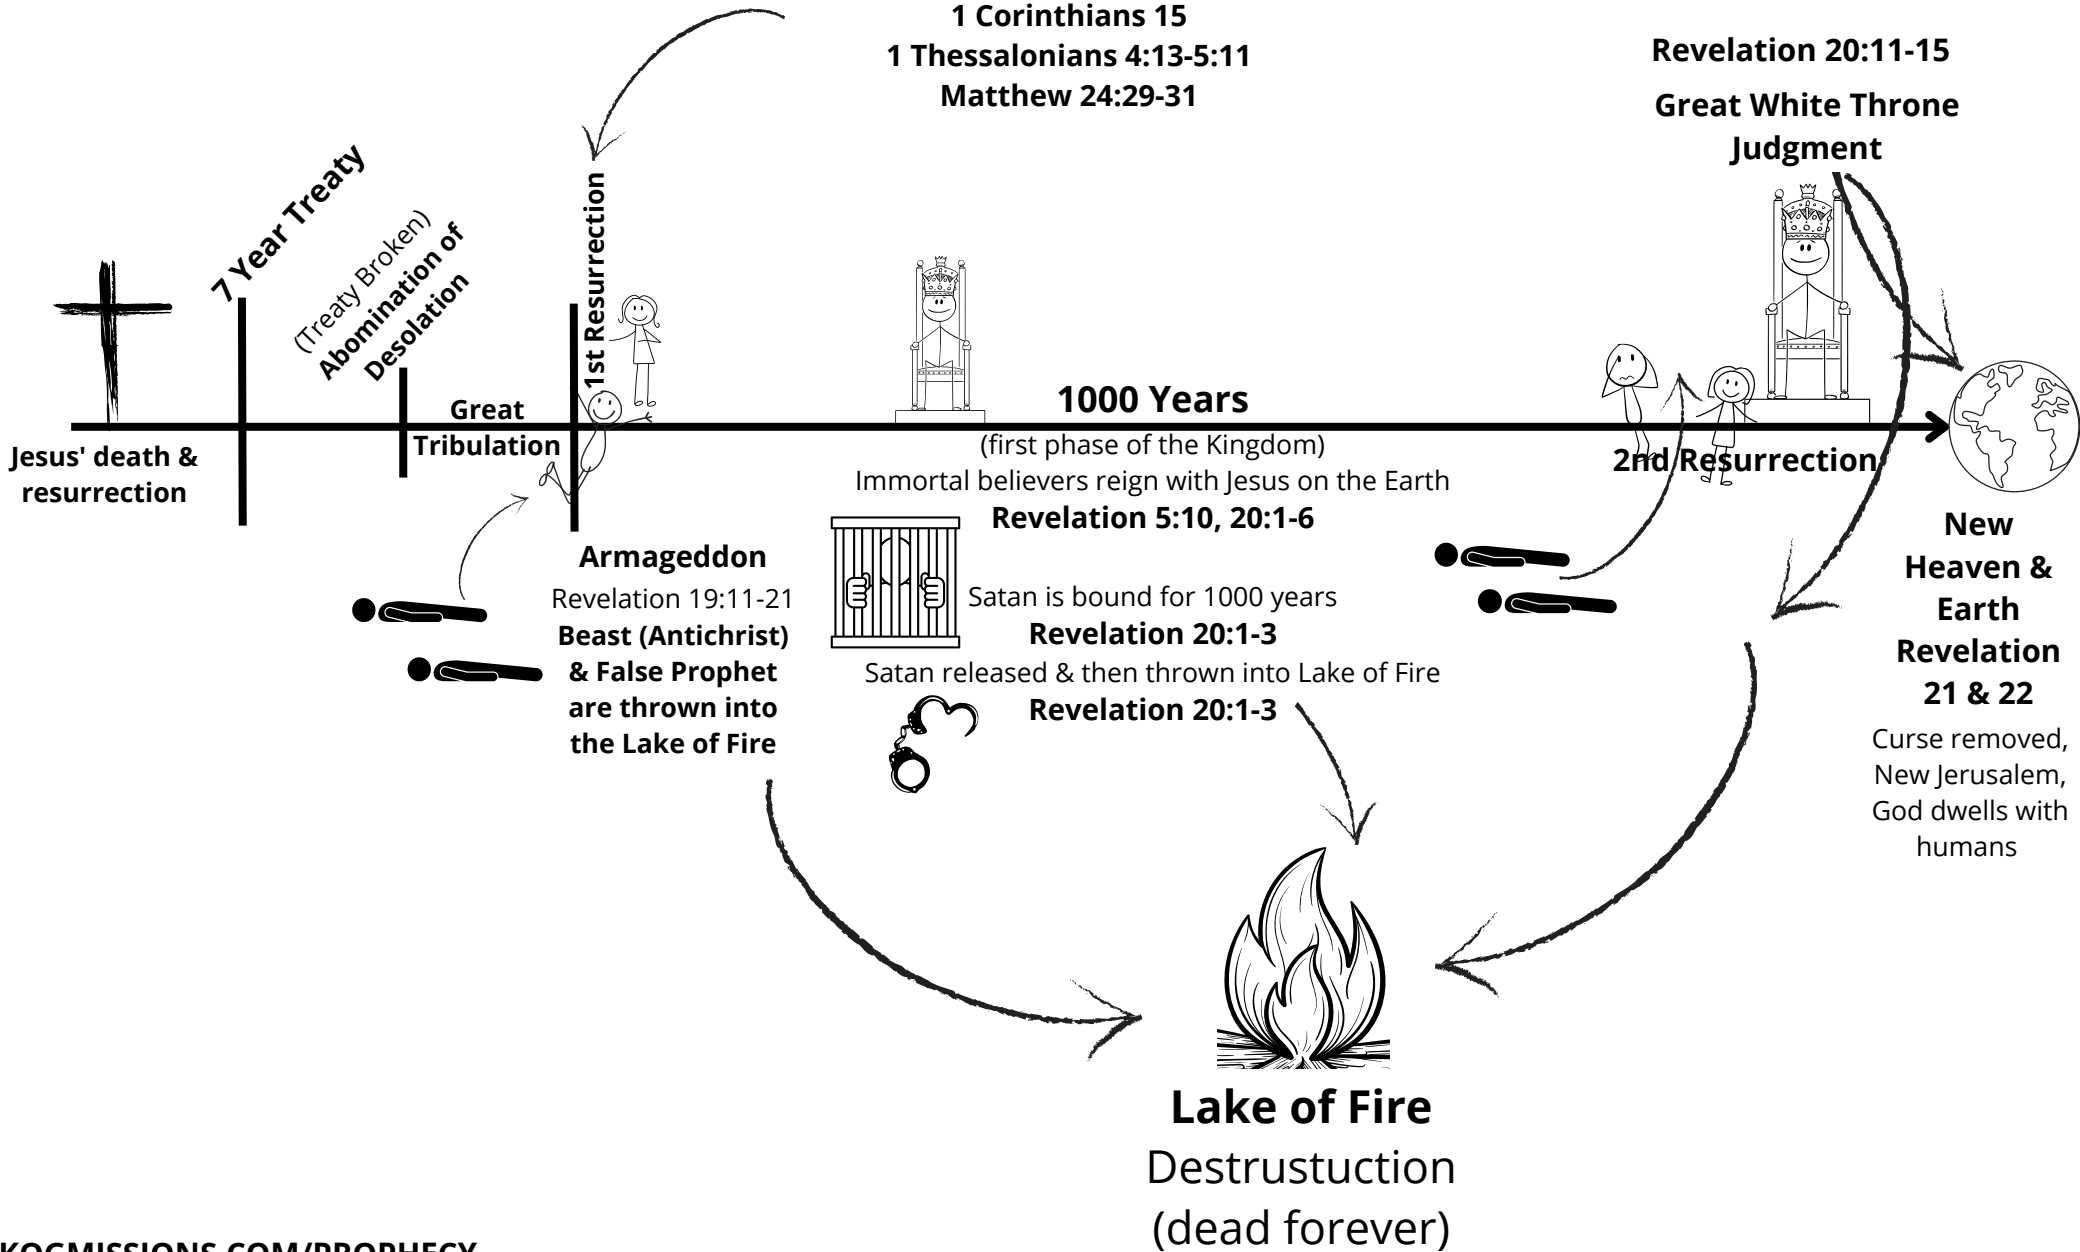 1 Corinthians 15
1 Thessalonians 4:13-5:11
Matthew 24:29-31
Revelation 20:11-15
Great White Throne
Judgment
7 Year Treaty
(Treaty Broken)
Abomination of
Desolation
1st Resurrection
Great
Tribulation
Jesus' death &
resurrection
1000 Years
(first phase of the Kingdom)
Immortal believers reign with Jesus on the Earth
Revelation 5:10, 20:1-6
2nd Resurrection
Armageddon
Revelation 19:11-21
Beast (Antichrist)
& False Prophet
are thrown into
the Lake of Fire
Satan is bound for 1000 years
Revelation 20:1-3
Satan released & then thrown into Lake of Fire
Revelation 20:1-3
New
Heaven &
Earth
Revelation
21 & 22
Curse removed,
New Jerusalem,
God dwells with
humans
Lake of Fire
Destrustuction
(dead forever)
KOGMISSIONS.COM/PROPHECY